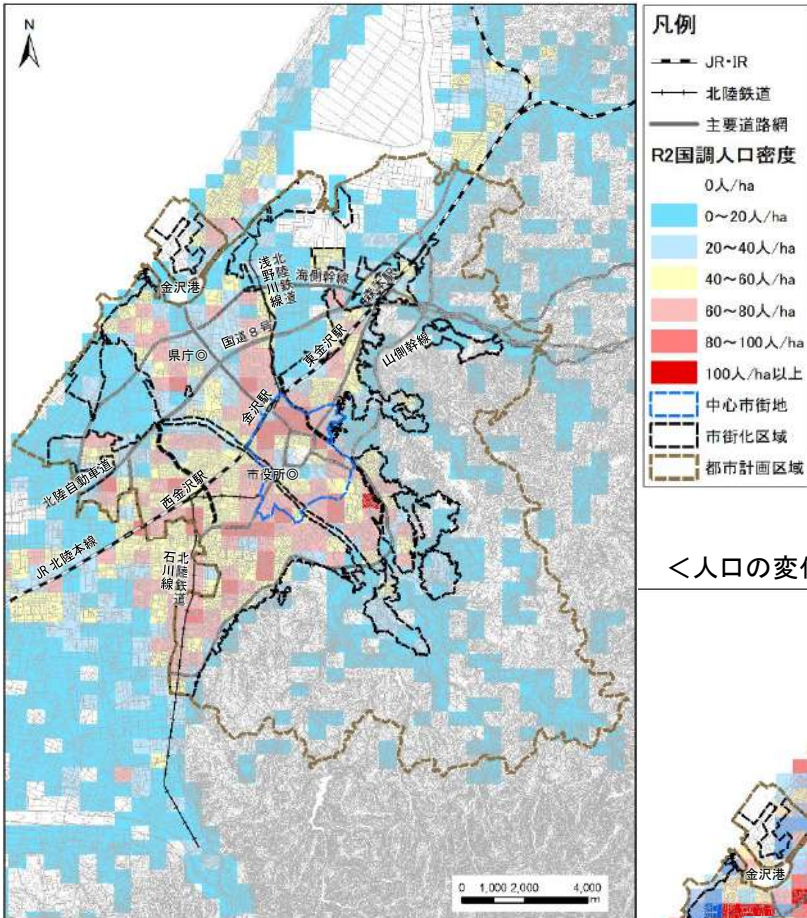 N
金沢港
浅野川線
北陸鉄道
海側幹線
森本駅
国道8号
東金沢駅
山側幹線
県庁◎
金沢駅
市役所◎
北陸自動車道
西金沢駅
JR北陸本線
北陸鉄道
石川線
0 1,000 2,000 4,000
m
凡例
JR・IR
北陸鉄道
主要道路網
R2国調人口密度
0人/ha
0～20人/ha
20～40人/ha
40～60人/ha
60～80人/ha
80～100人/ha
100人/ha以上
中心市街地
市街化区域
都市計画区域
＜人口の変
金沢港